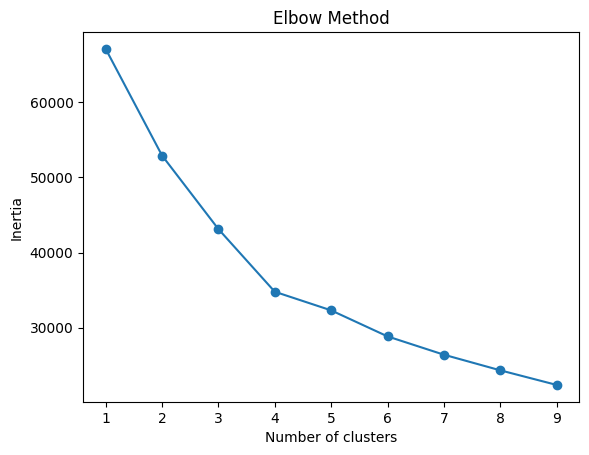 Elbow Method
60000
50000
40000
30000
Inertia
1 2 3 4 5 6 7 8 9
Number of clusters